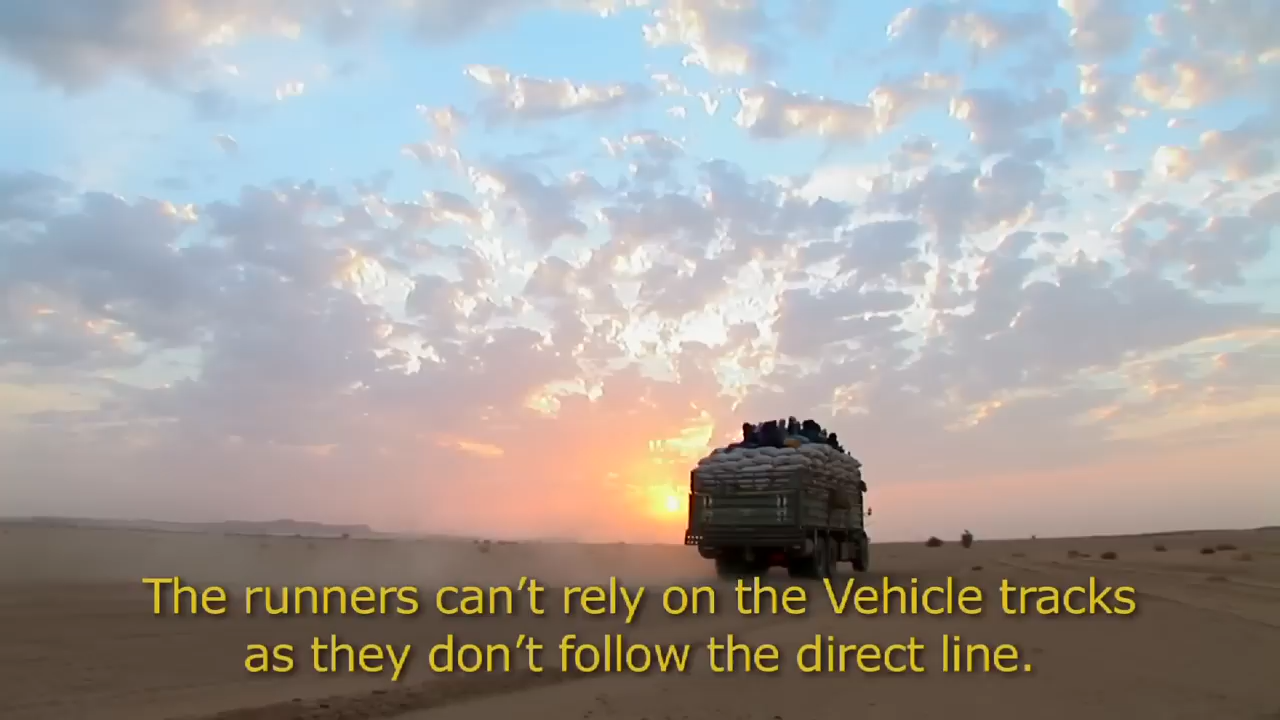 The runners can’t rely on the Vehicle tracks
as they don’t follow the direct line.